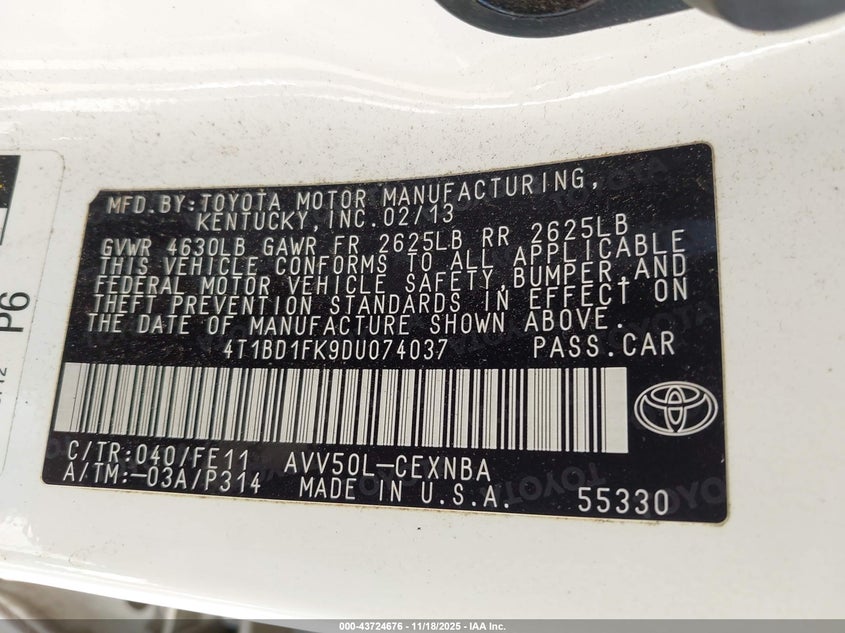 MFD.BY:TOYOTA MOTOR MANUFACTURING,
KENTUCKY,INC.02/13
GVWR 4630LB GAWR FR 2625LB RR 2625LB
THIS VEHICLE CONFORMS TO ALL APPLICABLE
FEDERAL MOTOR VEHICLE SAFETY,BUMPER,AND
THEFT PREVENTION STANDARDS IN EFFECT ON
THE DATE OF MANUFACTURE SHOWN ABOVE.
4T1BD1FK9DU074037 PASS.CAR
C/TR:040/FE11 AVV50L-CEXNBA
A/TM:-03A/P314 MADE IN U.S.A. 55330
P6
000-43724676 — 11/18/2025 — IAA Inc.